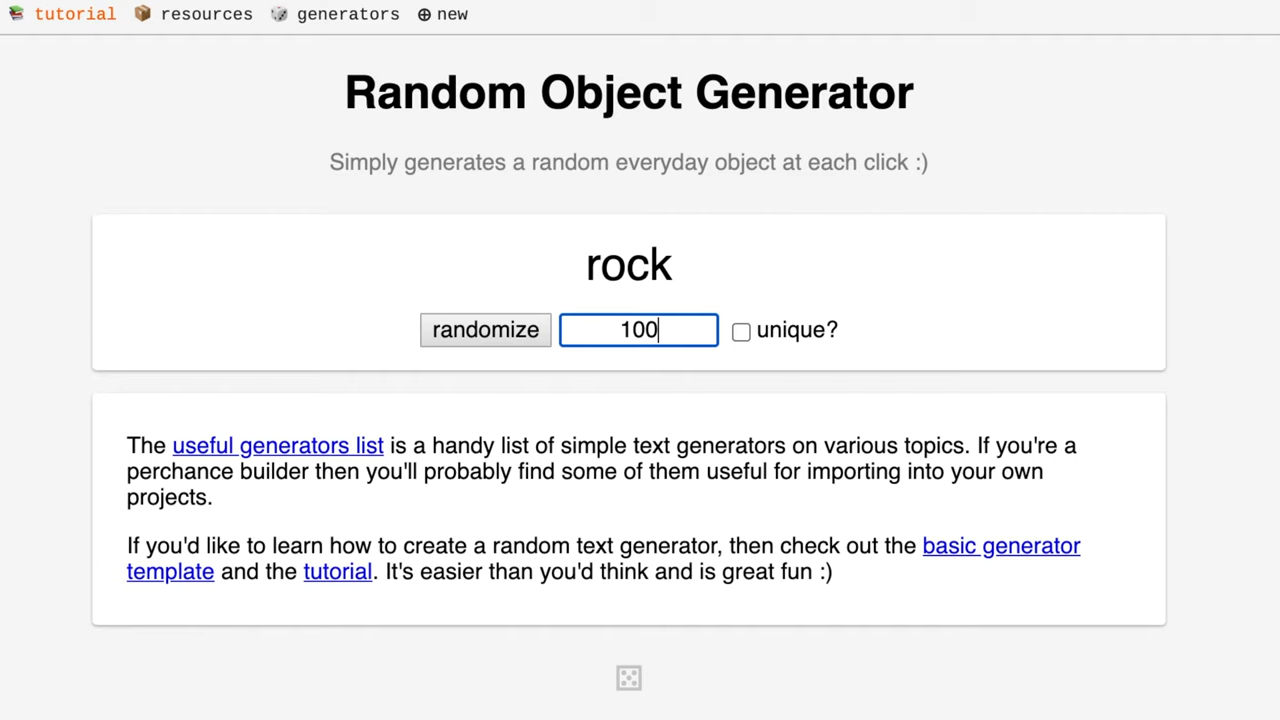 tutorial resources generators ⊕ new
Random Object Generator
Simply generates a random everyday object at each click :)
rock
randomize 100 unique?
The useful generators list is a handy list of simple text generators on various topics. If you're a
perchance builder then you'll probably find some of them useful for importing into your own
projects.
If you'd like to learn how to create a random text generator, then check out the basic generator
template and the tutorial. It's easier than you'd think and is great fun :)